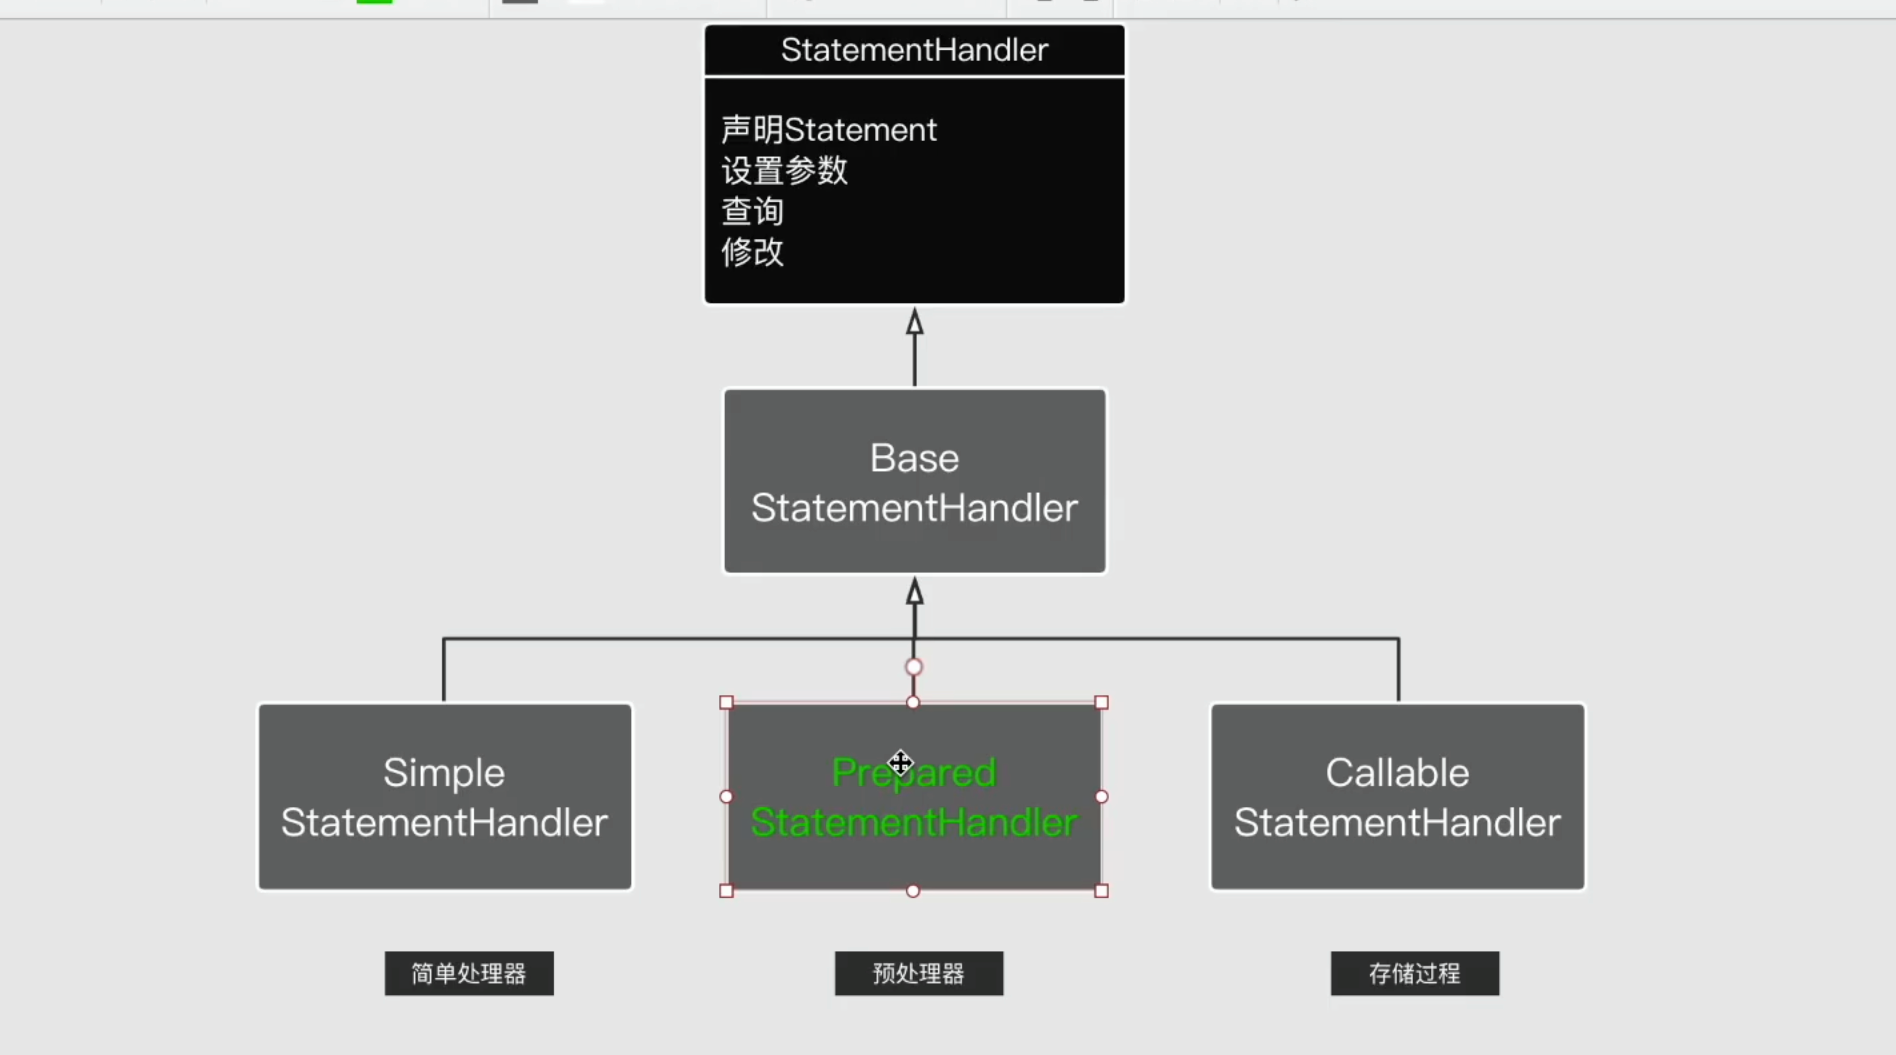 StatementHandler
声明Statement
设置参数
查询
修改
Base
StatementHandler
Simple
StatementHandler
Prepared
StatementHandler
Callable
StatementHandler
简单处理器
预处理器
存储过程